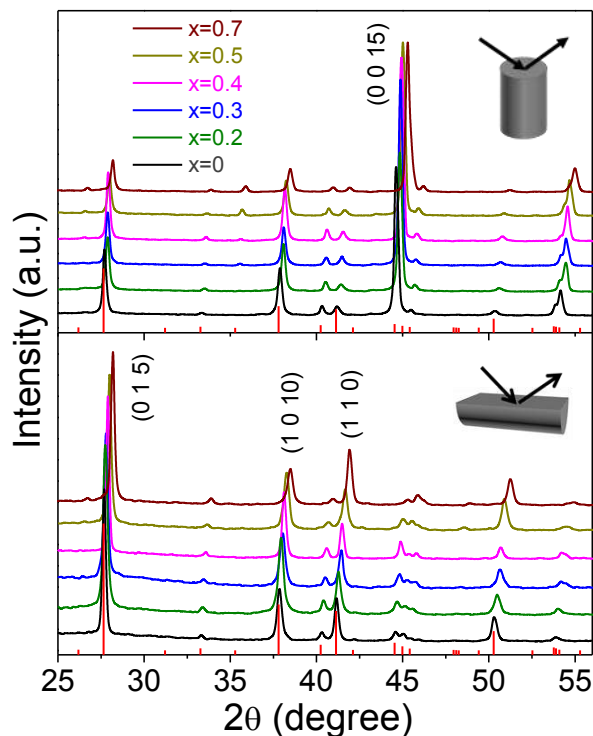 x=0.7
x=0.5
x=0.4
x=0.3
x=0.2
x=0
(0 0 15)
Intensity (a.u.)
(0 1 5)
(1 0 10)
(1 1 0)
25 30 35 40 45 50 55
2θ (degree)